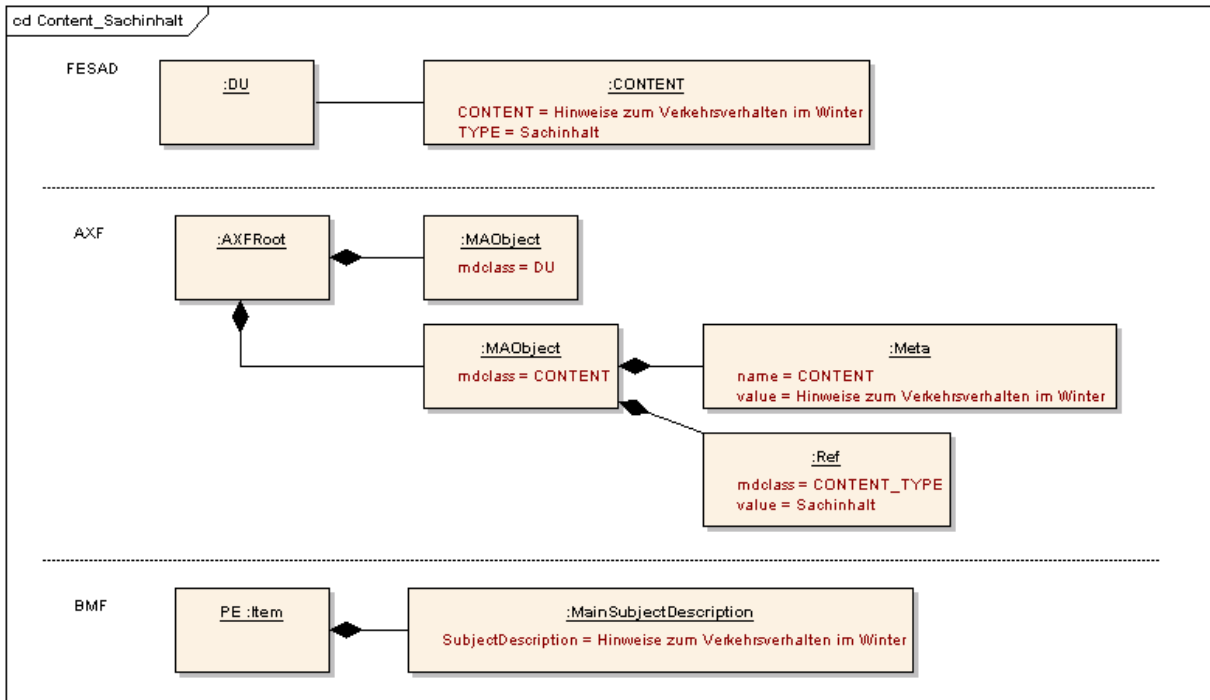 cd Content_Sachinhalt
FESAD
:DU
:CONTENT
CONTENT = Hinweise zum Verkehrsverhalten im Winter
TYPE = Sachinhalt
AXF
:AXFRoot
:MAObject
mdclass = DU
:MAObject
mdclass = CONTENT
:Meta
name = CONTENT
value = Hinweise zum Verkehrsverhalten im Winter
:Ref
mdclass = CONTENT_TYPE
value = Sachinhalt
BMF
PE :Item
:MainSubjectDescription
SubjectDescription = Hinweise zum Verkehrsverhalten im Winter